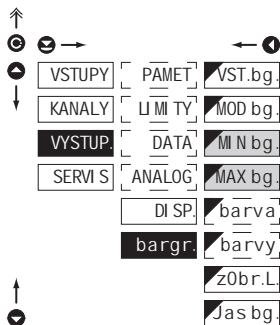 VSTUPY PAMET VST.bg.
KANALY LIMITY MOD bg.
VYSTUP. DATA MIN bg.
SERVIS ANALOG MAX bg.
DISP. barva
bargr. barvy
zObr.L.
Jas bg.